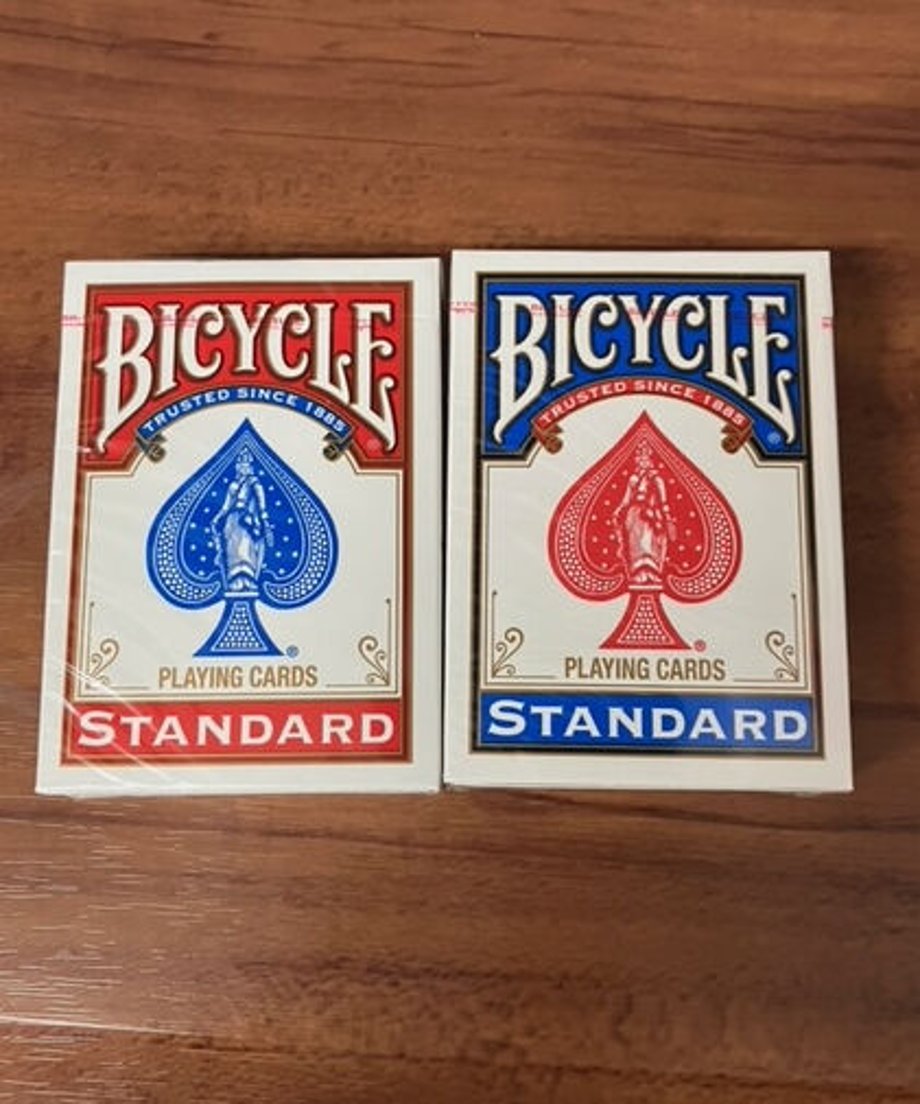 BICYCLE
®
TRUSTED SINCE 1885
®
PLAYING CARDS
STANDARD
BICYCLE
®
TRUSTED SINCE 1885
®
PLAYING CARDS
STANDARD